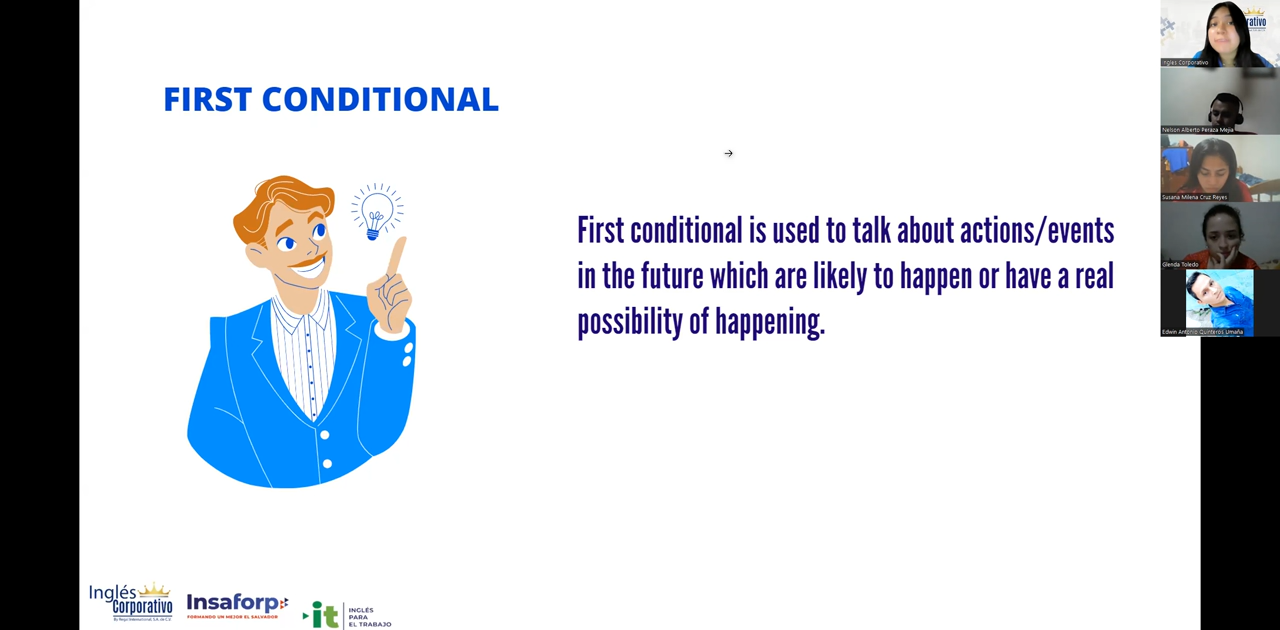 FIRST CONDITIONAL
First conditional is used to talk about actions/events
in the future which are likely to happen or have a real
possibility of happening.
Inglés
Corporativo
Insaforp
FORMANDO UN MEJOR EL SALVADOR
it
INGLÉS
PARA
EL TRABAJO
Inglés Corporativo
Nelson Alberto Peraza Mejia
Susana Milena Cruz Reyes
Glenda Toledo
Edwin Antonio Quinteros Umaña